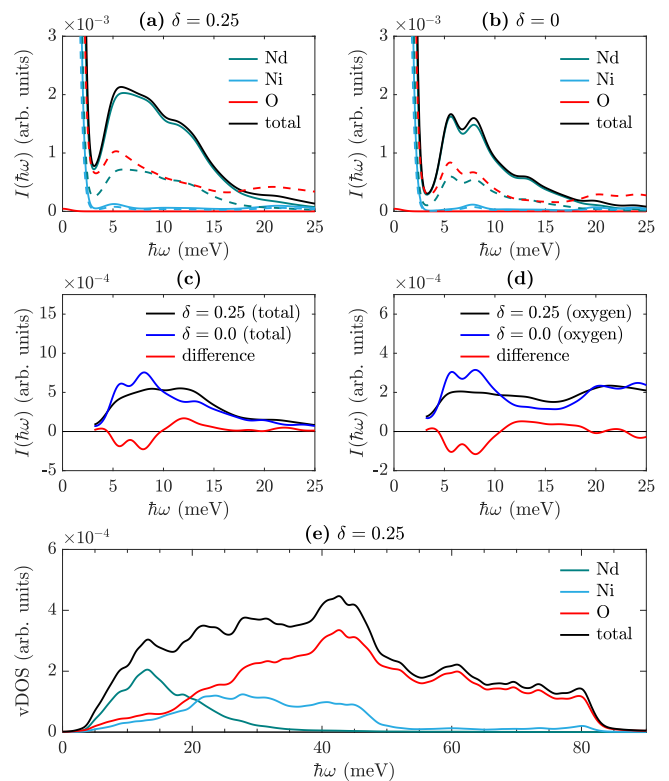 (a) δ = 0.25
×10⁻³
I(ħω) (arb. units)
3
2
1
0
Nd
Ni
O
total
0 5 10 15 20 25
ħω (meV)
(b) δ = 0
×10⁻³
I(ħω) (arb. units)
3
2
1
0
Nd
Ni
O
total
0 5 10 15 20 25
ħω (meV)
(c)
×10⁻⁴
I(ħω) (arb. units)
15
10
5
0
-5
δ = 0.25 (total)
δ = 0.0 (total)
difference
0 5 10 15 20 25
ħω (meV)
(d)
×10⁻⁴
I(ħω) (arb. units)
6
4
2
0
-2
δ = 0.25 (oxygen)
δ = 0.0 (oxygen)
difference
0 5 10 15 20 25
ħω (meV)
(e) δ = 0.25
×10⁻⁴
vDOS (arb. units)
6
4
2
0
Nd
Ni
O
total
0 20 40 60 80
ħω (meV)